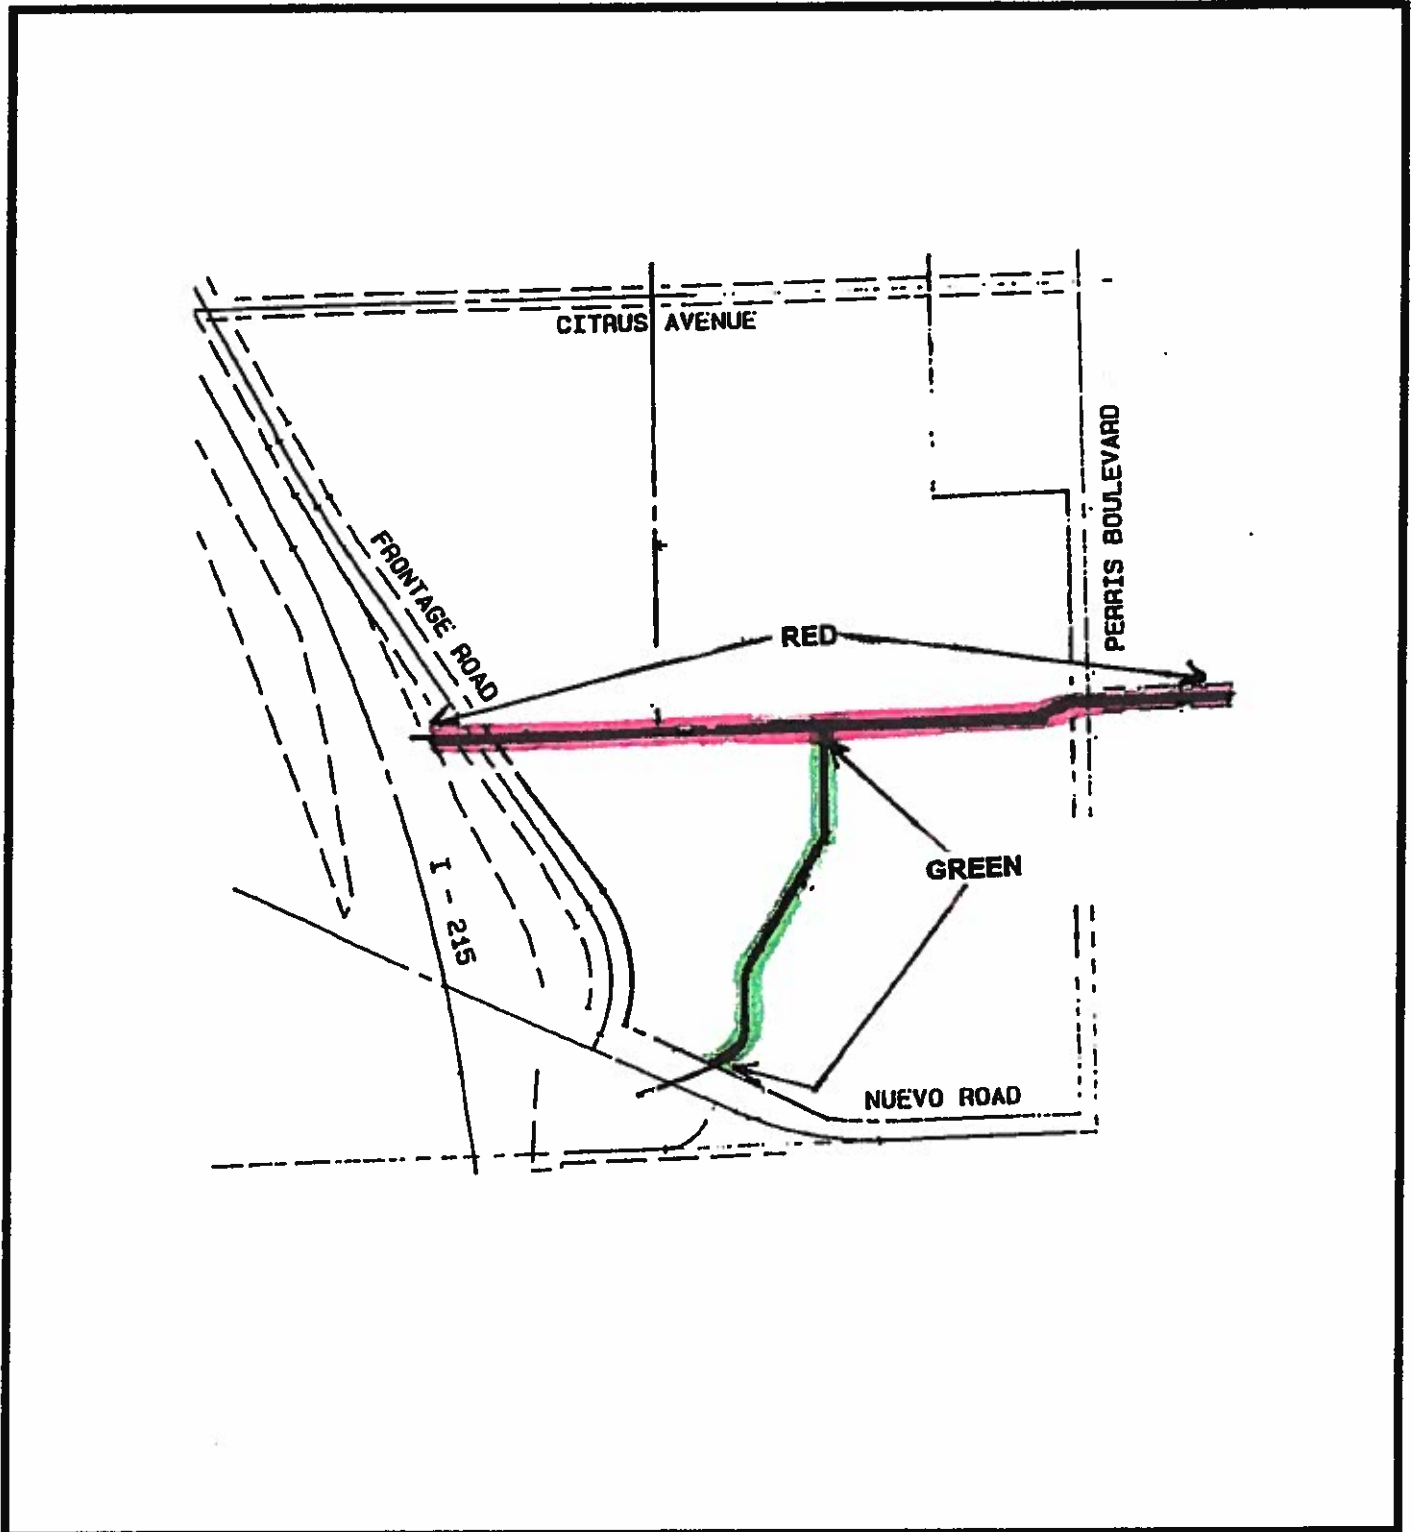 CITRUS AVENUE
PERRIS BOULEVARD
FRONTAGE ROAD
RED
GREEN
I - 215
NUEVO ROAD